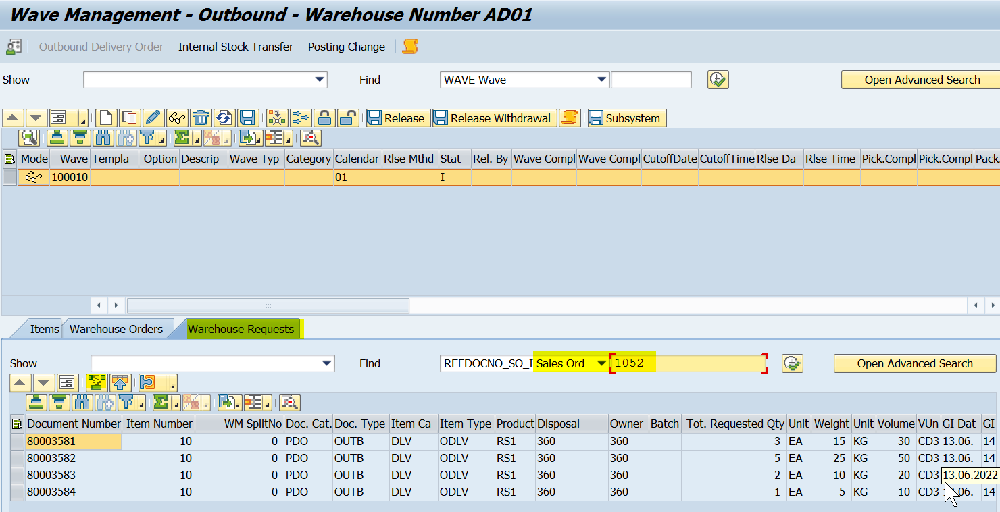 Wave Management - Outbound - Warehouse Number AD01
Outbound Delivery Order Internal Stock Transfer Posting Change
Show Find WAVE Wave Open Advanced Search
Release Release Withdrawal Subsystem
Mode Wave Templa... Option Descrip... Wave Typ... Category Calendar Rlse Mthd Stat... Rel. By Wave Compl Wave Compl CutoffDate CutoffTime Rlse Da... Rlse Time Pick.Compl Pick.Compl Pack.
100010 01 I
Items Warehouse Orders Warehouse Requests
Show Find REFDOCNO_SO_I Sales Ord... 1052 Open Advanced Search
Document Number Item Number WM SplitNo Doc. Cat. Doc. Type Item Ca... Item Type Product Disposal Owner Batch Tot. Requested Qty Unit Weight Unit Volume VUn GI Dat... GI
80003581 10 0 PDO OUTB DLV ODLV RS1 360 360 3 EA 15 KG 30 CD3 13.06.... 14
80003582 10 0 PDO OUTB DLV ODLV RS1 360 360 5 EA 25 KG 50 CD3 13.06.... 14
80003583 10 0 PDO OUTB DLV ODLV RS1 360 360 2 EA 10 KG 20 CD3 13.06.2022
80003584 10 0 PDO OUTB DLV ODLV RS1 360 360 1 EA 5 KG 10 CD3 14